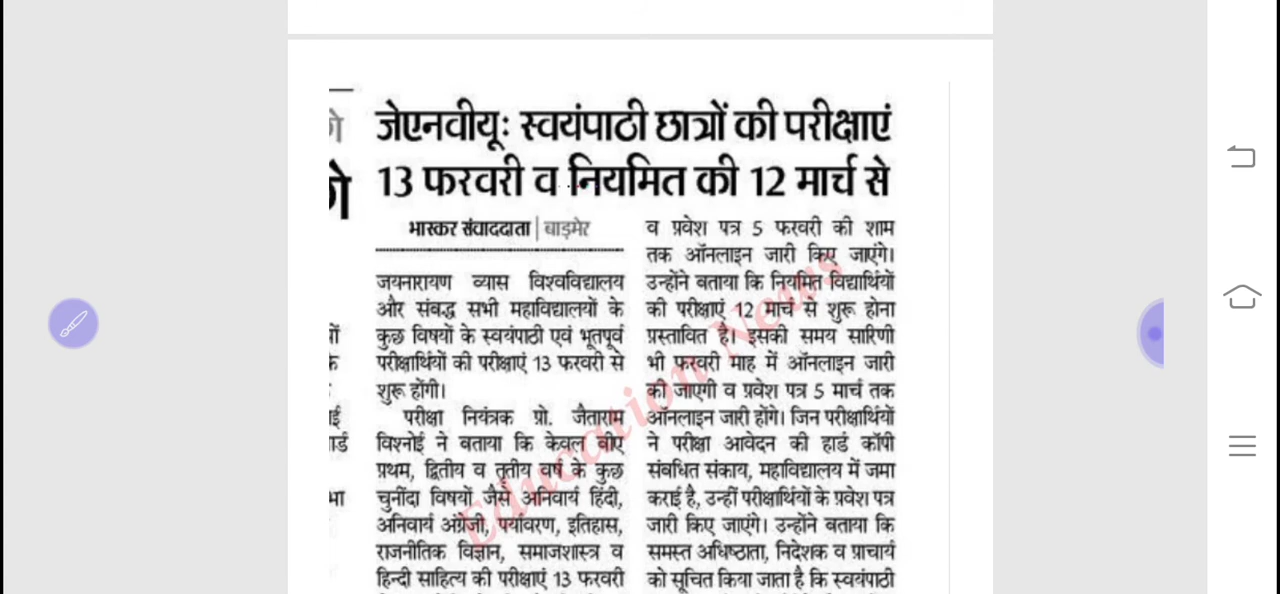 जेएनवीयू: स्वयंपाठी छात्रों की परीक्षाएं
13 फरवरी व नियमित की 12 मार्च से
भास्कर संवाददाता | बाड़मेर
जयनारायण व्यास विश्वविद्यालय
और संबद्ध सभी महाविद्यालयों के
कुछ विषयों के स्वयंपाठी एवं भूतपूर्व
परीक्षार्थियों की परीक्षाएं 13 फरवरी से
शुरू होंगी।
परीक्षा नियंत्रक प्रो. जैताराम
विश्नोई ने बताया कि केवल बीए
प्रथम, द्वितीय व तृतीय वर्ष के कुछ
चुनींदा विषयों जैसे अनिवार्य हिंदी,
अनिवार्य अंग्रेजी, पर्यावरण, इतिहास,
राजनीतिक विज्ञान, समाजशास्त्र व
हिन्दी साहित्य की परीक्षाएं 13 फरवरी
व प्रवेश पत्र 5 फरवरी की शाम
तक ऑनलाइन जारी किए जाएंगे।
उन्होंने बताया कि नियमित विद्यार्थियों
की परीक्षाएं 12 मार्च से शुरू होना
प्रस्तावित है। इसकी समय सारिणी
भी फरवरी माह में ऑनलाइन जारी
की जाएगी व प्रवेश पत्र 5 मार्च तक
ऑनलाइन जारी होंगे। जिन परीक्षार्थियों
ने परीक्षा आवेदन की हार्ड कॉपी
संबधित संकाय, महाविद्यालय में जमा
कराई है, उन्हीं परीक्षार्थियों के प्रवेश पत्र
जारी किए जाएंगे। उन्होंने बताया कि
समस्त अधिष्ठाता, निदेशक व प्राचार्य
को सूचित किया जाता है कि स्वयंपाठी
Education News